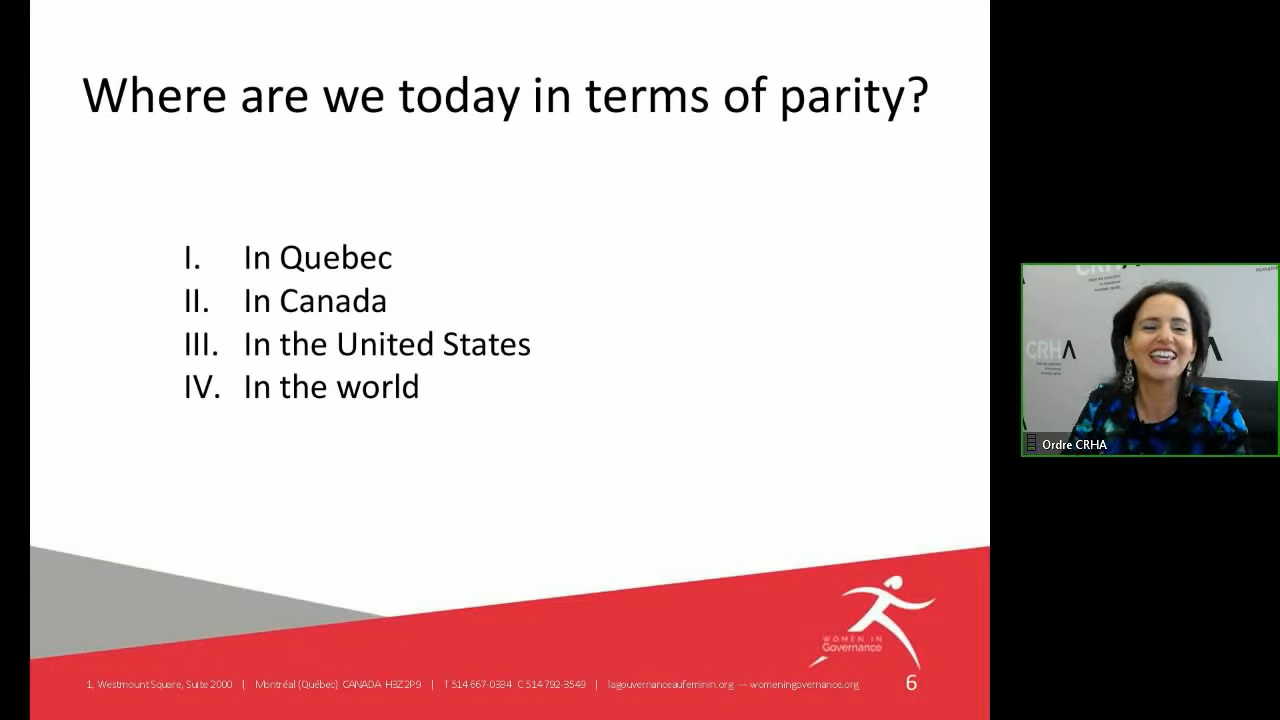 Where are we today in terms of parity?
I. In Quebec
II. In Canada
III. In the United States
IV. In the world
CRHA
CRHA
Ordre CRHA
WOMEN IN
Governance
1, Westmount Square, Suite 2000 | Montréal (Québec) CANADA H3Z 2P9 | T 514 667-0384 C 514-792-3549 | lagouvernanceaufeminin.org — womeningovernance.org
6